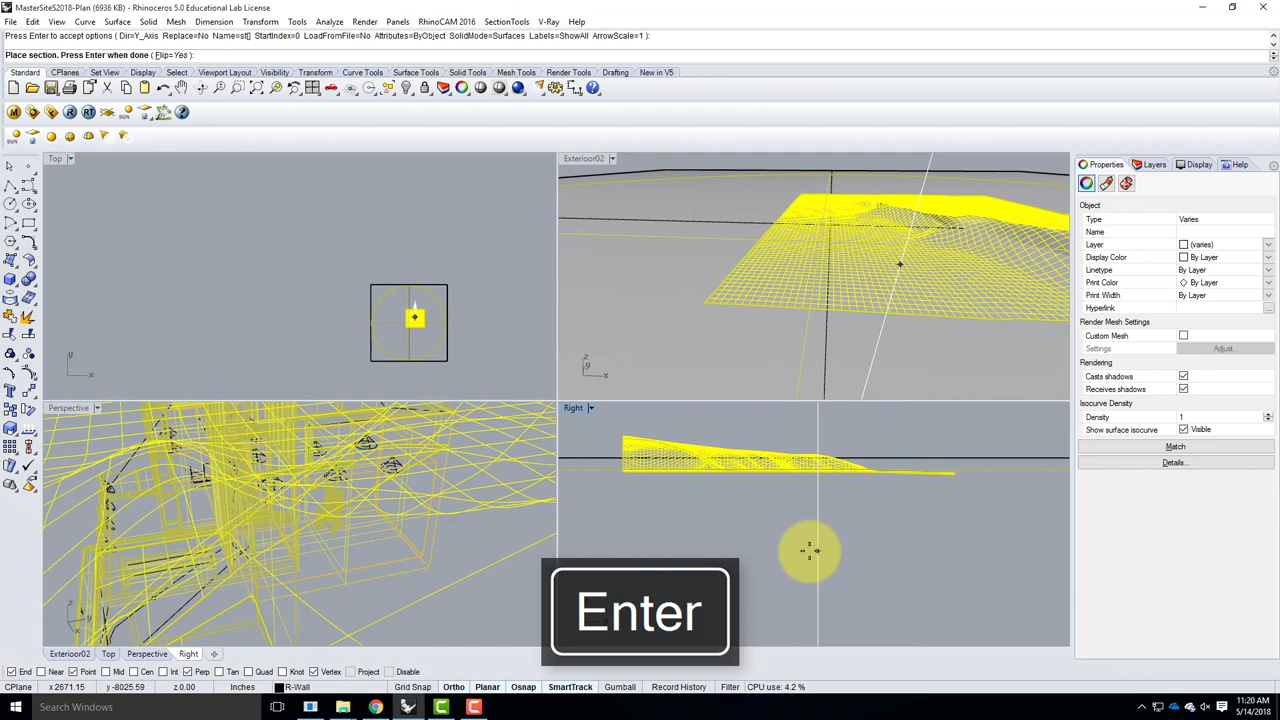 MasterSiteS2018-Plan (6936 KB) - Rhinoceros 5.0 Educational Lab License
File Edit View Curve Surface Solid Mesh Dimension Transform Tools Analyze Render Panels RhinoCAM 2016 SectionTools V-Ray Help
Press Enter to accept options ( Dir=Y_Axis Replace=No Name=st[] StartIndex=0 LoadFromFile=No Attributes=ByObject SolidMode=Surfaces Labels=ShowAll ArrowScale=1 ):
Place section. Press Enter when done ( Flip=Yes ):
Standard CPlanes Set View Display Select Viewport Layout Visibility Transform Curve Tools Surface Tools Solid Tools Mesh Tools Render Tools Drafting New in V5
Top
Exterioor02
Properties Layers Display Help
Object
Type Varies
Name
Layer (varies)
Display Color By Layer
Linetype By Layer
Print Color By Layer
Print Width By Layer
Hyperlink
Render Mesh Settings
Custom Mesh
Settings Adjust...
Rendering
Casts shadows
Receives shadows
Isocurve Density
Density 1
Show surface isocurve Visible
Match
Details...
y
x
z
y
x
Perspective
Right
z
y
x
Enter
Exterioor02 Top Perspective Right
End Near Point Mid Cen Int Perp Tan Quad Knot Vertex Project Disable
CPlane x 2671.15 y -8025.59 z 0.00 Inches R-Wall Grid Snap Ortho Planar Osnap SmartTrack Gumball Record History Filter CPU use: 4.2 %
Search Windows
11:20 AM
5/14/2018